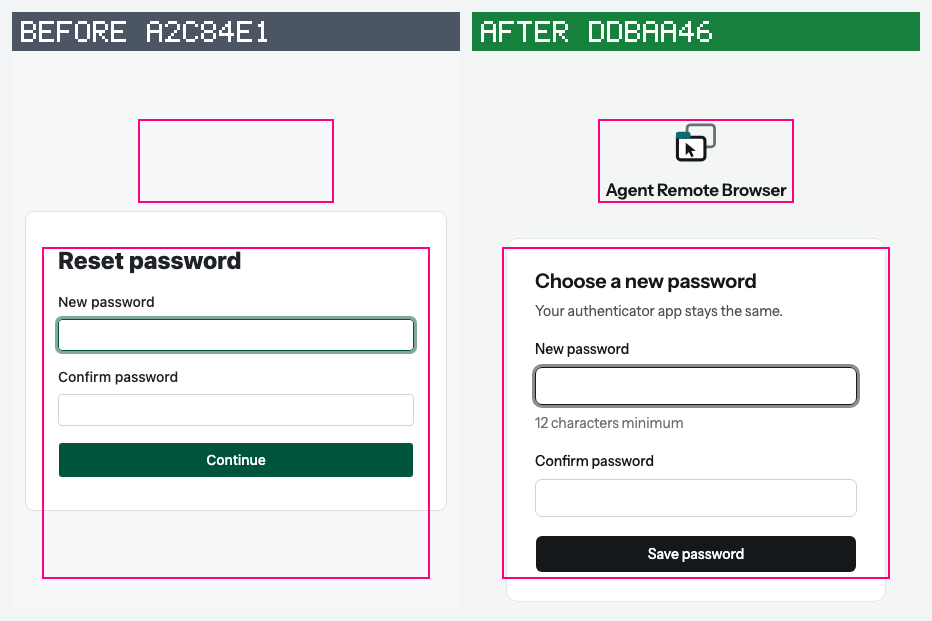 BEFORE A2C84E1
Reset password
New password
Confirm password
Continue
AFTER DDBAA46
Agent Remote Browser
Choose a new password
Your authenticator app stays the same.
New password
12 characters minimum
Confirm password
Save password